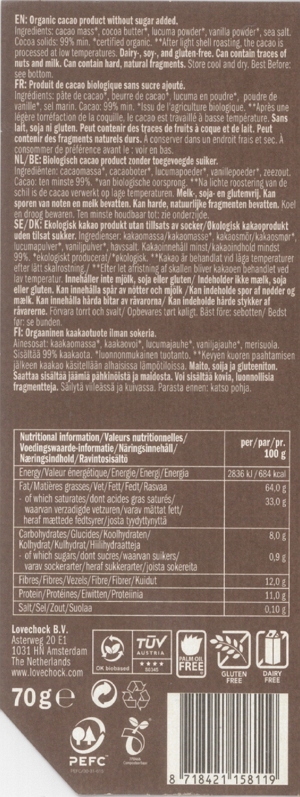 EN: Organic cacao product without sugar added.
Ingredients: cacao mass*, cocoa butter*, lucuma powder*, vanilla powder*, sea salt.
Cocoa solids: 99% min. *certified organic. **After light shell roasting, the cacao is
processed at low temperatures. Dairy-, soy-, and gluten-free. Can contain traces of
nuts and milk. Can contain hard, natural fragments. Store cool and dry. Best Before:
see bottom.
FR: Produit de cacao biologique sans sucre ajouté.
Ingrédients: pâte de cacao*, beurre de cacao*, lucuma en poudre*, poudre de
vanille*, sel marin. Cacao: 99% min. *Issu de l'agriculture biologique. **Après une
légère torréfaction de la coquille, le cacao est travaillé à basse température. Sans
lait, soja ni gluten. Peut contenir des traces de fruits à coque et de lait. Peut
contenir des fragments naturels durs. À conserver dans un endroit frais et sec. À
consommer de préférence avant le : voir en bas.
NL/BE: Biologisch cacao product zonder toegevoegde suiker.
Ingrediënten: cacaomassa*, cacaoboter*, lucumapoeder*, vanillepoeder*, zeezout.
Cacao: ten minste 99%. *van biologische oorsprong. **Na lichte roostering van de
schil is de cacao verwerkt op lage temperaturen. Melk-, soja- en glutenvrij. Kan
sporen van noten en melk bevatten. Kan harde, natuurlijke fragmenten bevatten. Koel
en droog bewaren. Ten minste houdbaar tot: zie onderzijde.
SE/DK: Ekologisk kakao produkt utan tillsats av socker/Økologisk kakaoprodukt
uden tilsat sukker. Ingredienser: kakaomassa/kakaomasse*, kakaosmör/kakaosmør*,
lucumapulver*, vaniljpulver*, havssalt. Kakaoinnehåll minst/kakaoindhold mindst
99%. *ekologiskt producerat/*økologisk. **Kakao är behandlat vid låga temperaturer
efter lätt skalrostning./ **Efter let afristning af skallen bliver kakaoen behandlet ved
lav temperatur. Innehåller inte mjölk, soja eller gluten/ Indeholder ikke mælk, soja
eller gluten. Kan innehålla spår av nötter och mjölk /Kan indeholde spor af nødder og
mælk. Kan innehålla hårda bitar av råvarorna/ Kan indeholde hårde stykker af
råvarerne. Förvara torrt och svalt/ Opbevares tørt køligt. Bäst före: sebotten/ Bedst
før: se bunden.
FI: Orgaaninen kaakaotuote ilman sokeria.
Ainesosat: kaakaomassa*, kaakaovoi*, lucumajauhe*, vaniljajauhe*, merisuola.
Sisältää 99% kaakaota. *luonnonmukainen tuotanto. **Kevyen kuoren paahtamisen
jälkeen kaakao käsitellään alhaisissa lämpötiloissa. Maito, soija ja gluteeniton.
Saattaa sisältää jäämiä pähkinöistä ja maidosta. Voi sisältää kovia, luonnollisia
fragmentteja. Säilytä viileässä ja kuivassa. Parasta ennen: katso pohja.
Nutritional information/Valeurs nutritionnelles/
Voedingswaarde-informatie/Näringsinnehåll/
Næringsindhold/Ravintosisältö
per/par/pr.
100 g
Energy/Valeur énergétique/Energie/Energi/Energia 2836 kJ/684 kcal
Fat/Matières grasses/Vet/Fett/Fedt/Rasvaa 64,0 g
- of which saturates/dont acides gras saturés/
waarvan verzadigde vetzuren/varav mättat fett/
heraf mættede fedtsyrer/josta tyydyttynyttä 33,0 g
Carbohydrates/Glucides/Koolhydraten/
Kolhydrat/Kulhydrat/Hiilihydraatteja 8,0 g
- of which sugars/dont sucres/waarvan suikers/
varav sockerarter/heraf sukkerarter/joista sokereita 0,9 g
Fibres/Fibres/Vezels/Fibre/Fibrer/Kuidut 12,0 g
Protein/Protéines/Eiwitten/Proteiinia 11,0 g
Salt/Sel/Zout/Suolaa 0,10 g
Lovechock B.V.
Asterweg 20 E1
1031 HN Amsterdam
The Netherlands
www.lovechock.com
OK biobased
TÜV
AUSTRIA
PALM OIL
FREE
GLUTEN
FREE
DAIRY
FREE
70g e
PEFC
8 718421 158119